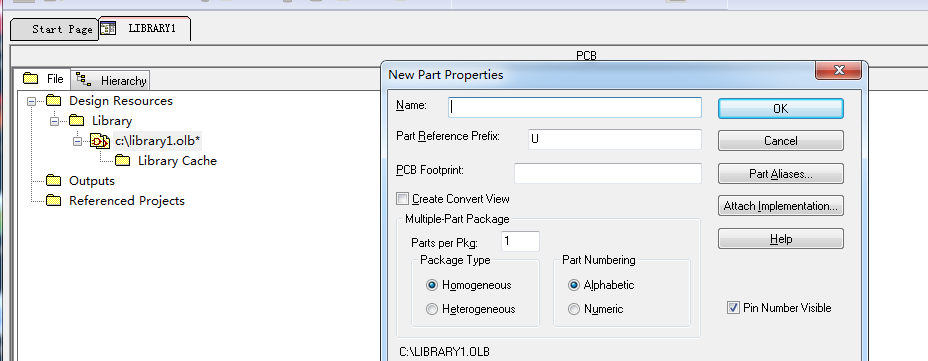 Start Page
LIBRARY1
PCB
File
Hierarchy
Design Resources
Library
c:\library1.olb*
Library Cache
Outputs
Referenced Projects
New Part Properties
Name:
OK
Part Reference Prefix:
U
Cancel
PCB Footprint:
Part Aliases...
Create Convert View
Attach Implementation...
Multiple-Part Package
Parts per Pkg:
1
Help
Package Type
Part Numbering
Homogeneous
Alphabetic
Heterogeneous
Numeric
Pin Number Visible
C:\LIBRARY1.OLB